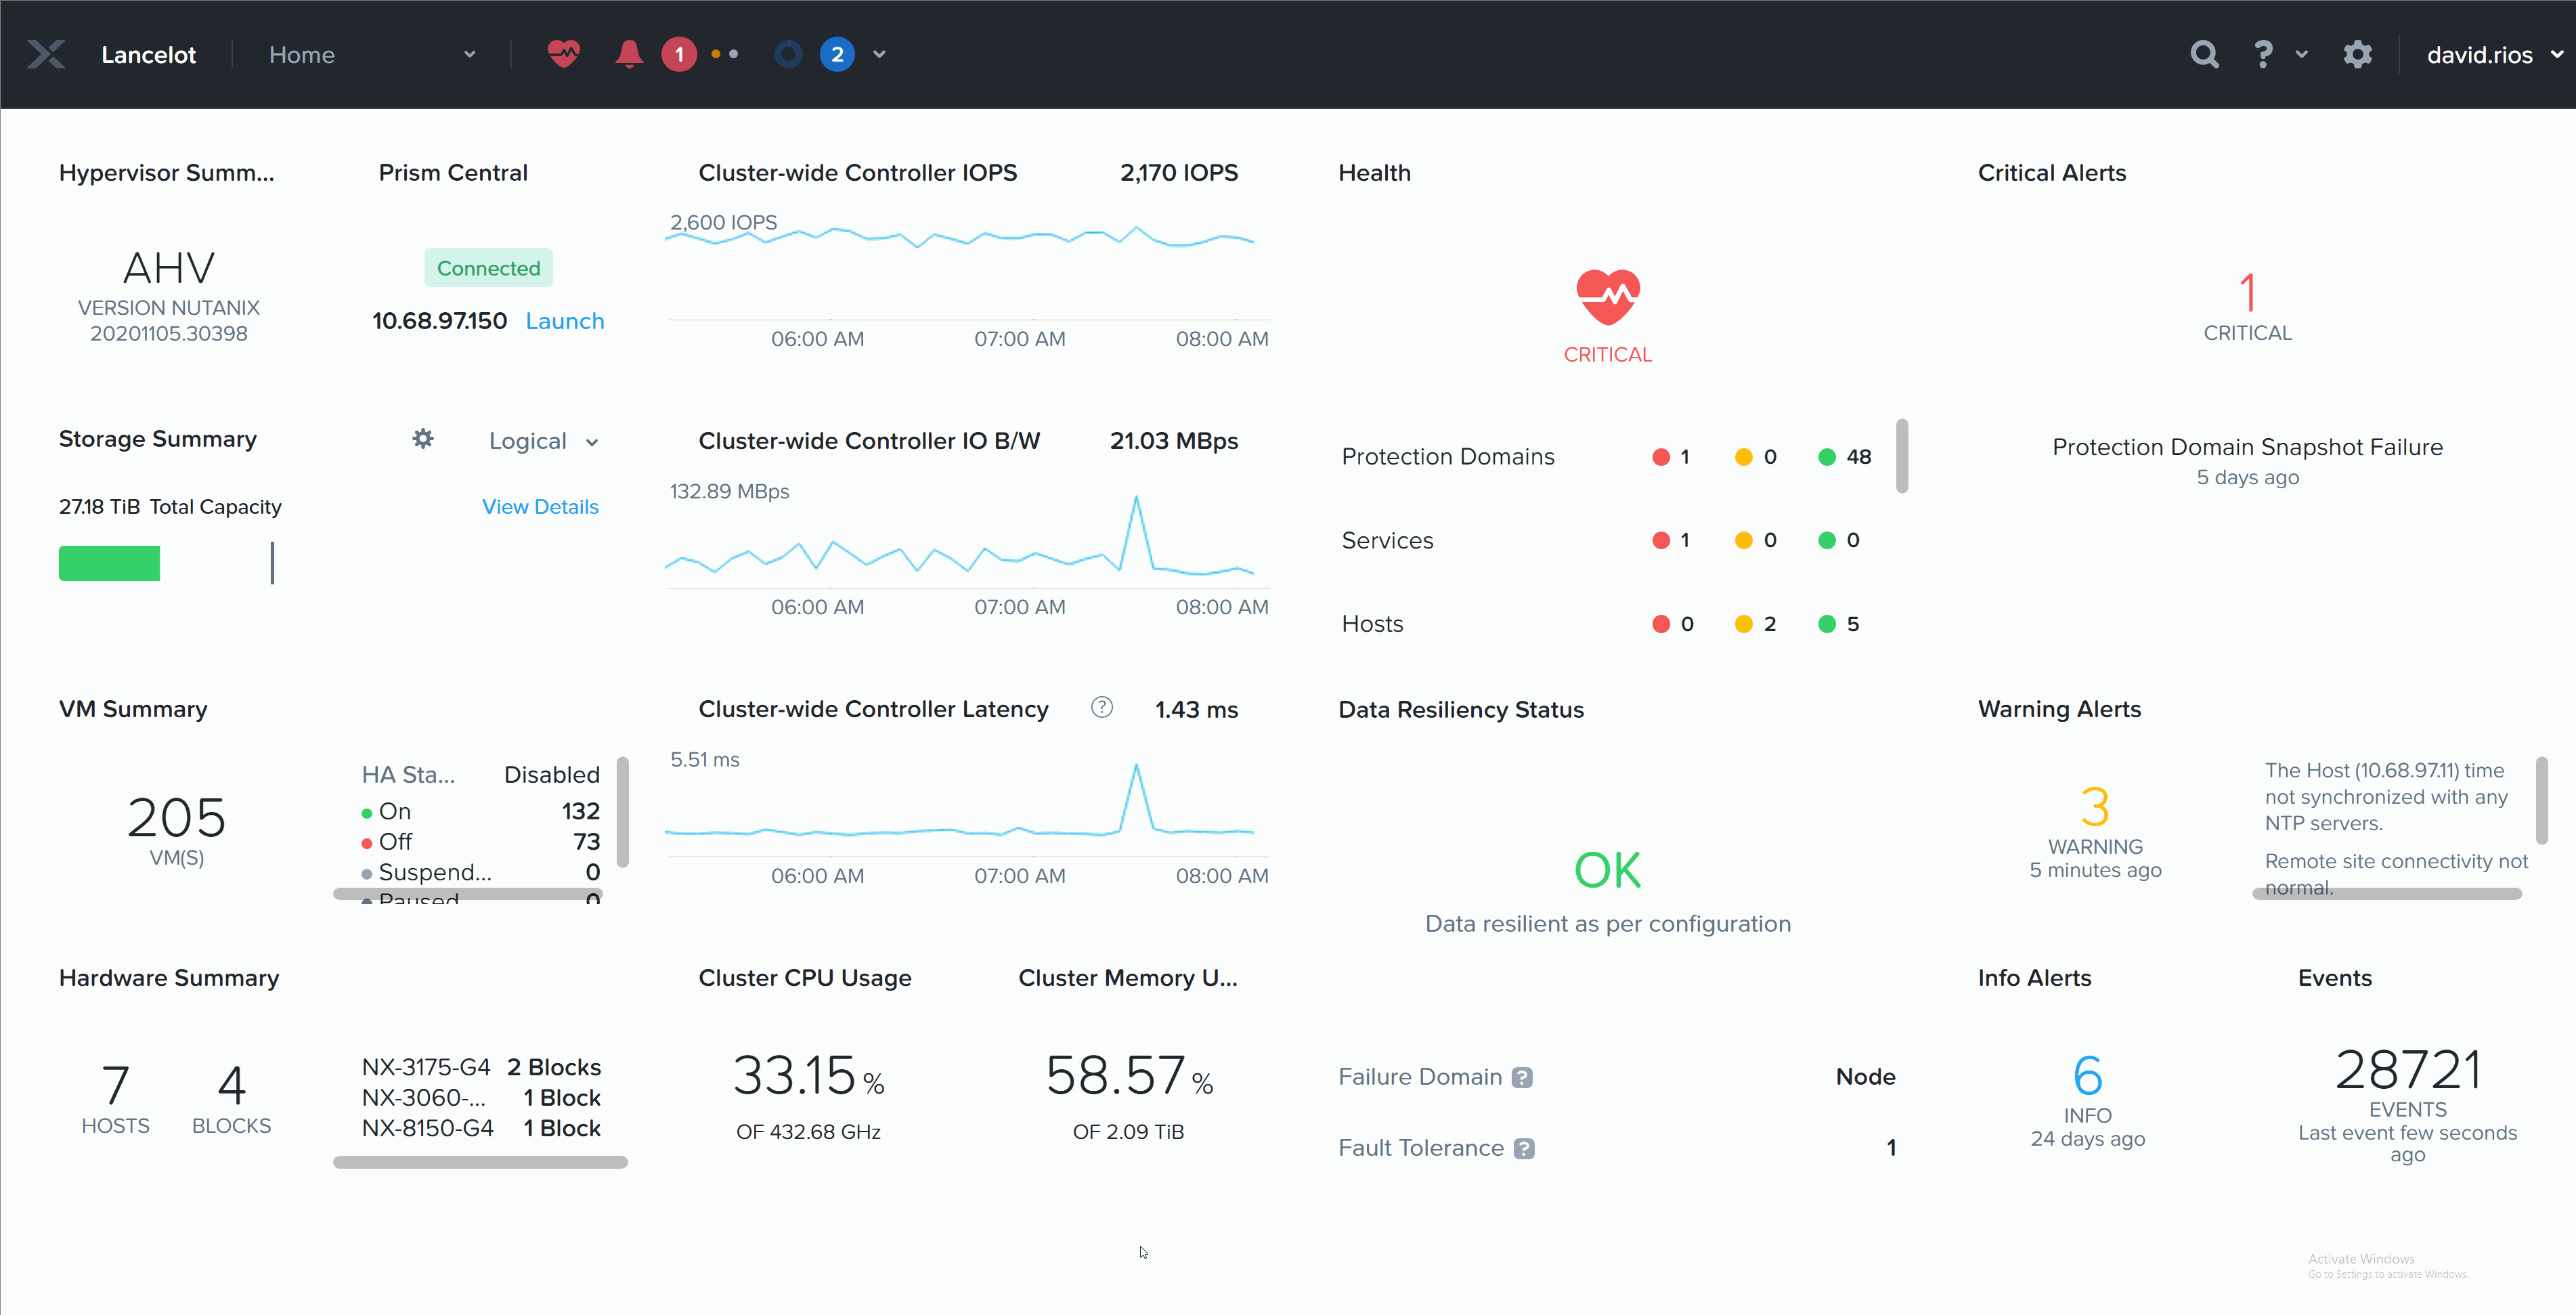 Lancelot
Home
1
2
?
david.rios
Hypervisor Summ...
AHV
VERSION NUTANIX
20201105.30398
Prism Central
Connected
10.68.97.150 Launch
Storage Summary
Logical
27.18 TiB Total Capacity
View Details
VM Summary
205
VM(S)
HA Sta... Disabled
On 132
Off 73
Suspend... 0
Paused 0
Hardware Summary
7
HOSTS
4
BLOCKS
NX-3175-G4 2 Blocks
NX-3060-... 1 Block
NX-8150-G4 1 Block
Cluster-wide Controller IOPS 2,170 IOPS
2,600 IOPS
06:00 AM 07:00 AM 08:00 AM
Cluster-wide Controller IO B/W 21.03 MBps
132.89 MBps
06:00 AM 07:00 AM 08:00 AM
Cluster-wide Controller Latency ? 1.43 ms
5.51 ms
06:00 AM 07:00 AM 08:00 AM
Cluster CPU Usage
33.15 %
OF 432.68 GHz
Cluster Memory U...
58.57 %
OF 2.09 TiB
Health
CRITICAL
Protection Domains 1 0 48
Services 1 0 0
Hosts 0 2 5
Data Resiliency Status
OK
Data resilient as per configuration
Failure Domain ? Node
Fault Tolerance ? 1
Critical Alerts
1
CRITICAL
Protection Domain Snapshot Failure
5 days ago
Warning Alerts
3
WARNING
5 minutes ago
The Host (10.68.97.11) time
not synchronized with any
NTP servers.
Remote site connectivity not
normal.
Info Alerts
6
INFO
24 days ago
Events
28721
EVENTS
Last event few seconds
ago
Activate Windows
Go to Settings to activate Windows.